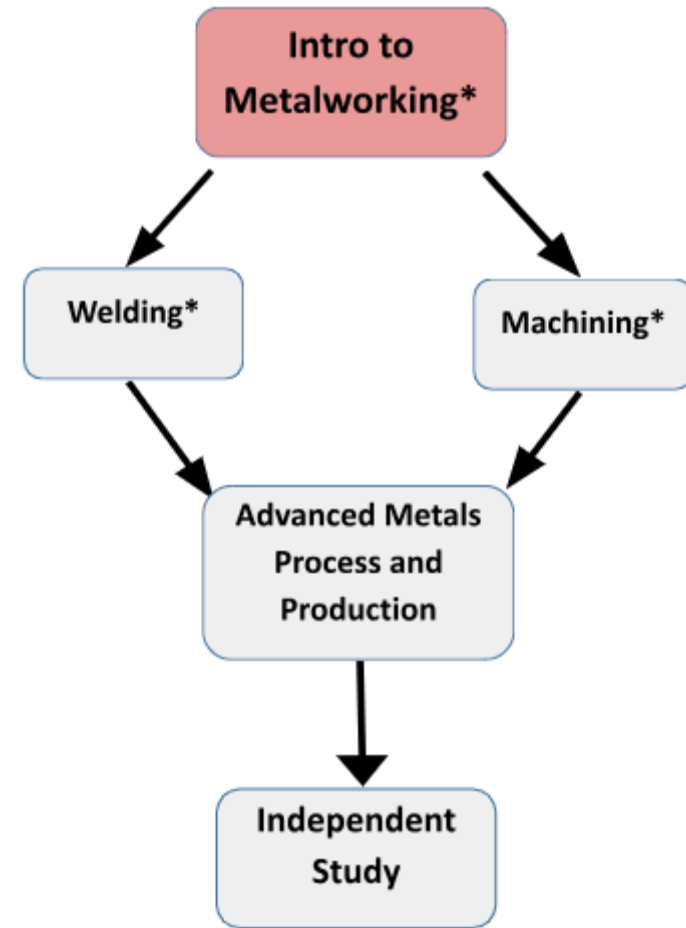 Intro to
Metalworking*
Welding*
Machining*
Advanced Metals
Process and
Production
Independent
Study